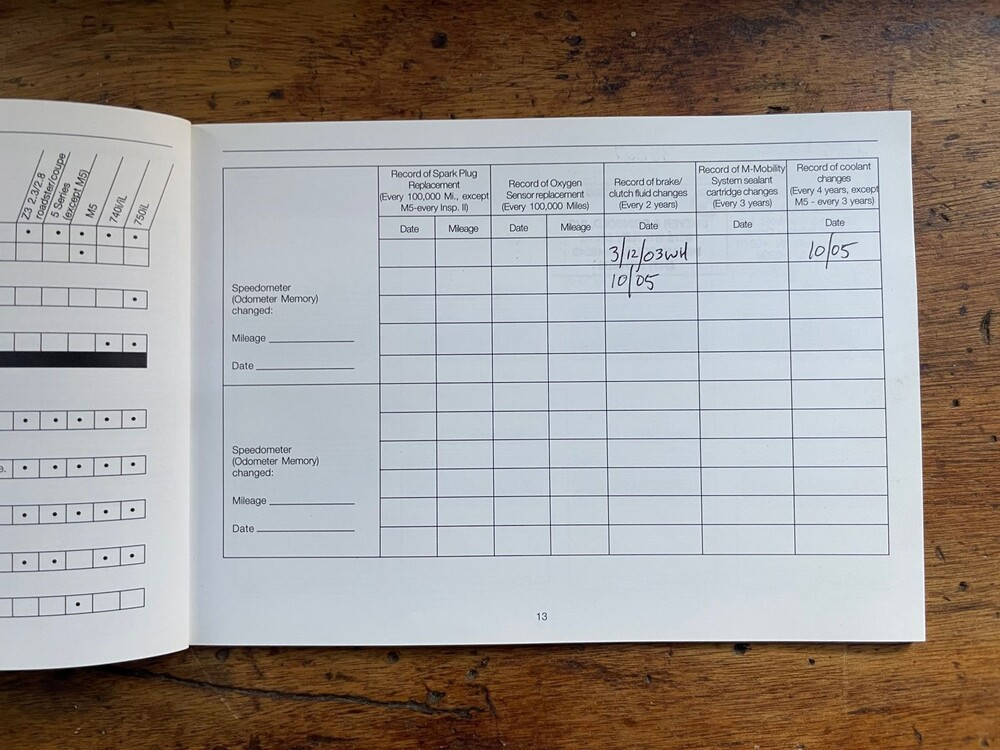 Z3 2.3/2.8
roadster/coupe
5 Series
(except M5)
M5
740i/iL
750iL
e.
Record of Spark Plug
Replacement
(Every 100,000 Mi., except
M5-every Insp. II)
Record of Oxygen
Sensor replacement
(Every 100,000 Miles)
Record of brake/
clutch fluid changes
(Every 2 years)
Record of M-Mobility
System sealant
cartridge changes
(Every 3 years)
Record of coolant
changes
(Every 4 years, except
M5 - every 3 years)
Date Mileage Date Mileage Date Date Date
3/12/03 WH 10/05
10/05
Speedometer
(Odometer Memory)
changed:
Mileage
Date
Speedometer
(Odometer Memory)
changed:
Mileage
Date
13